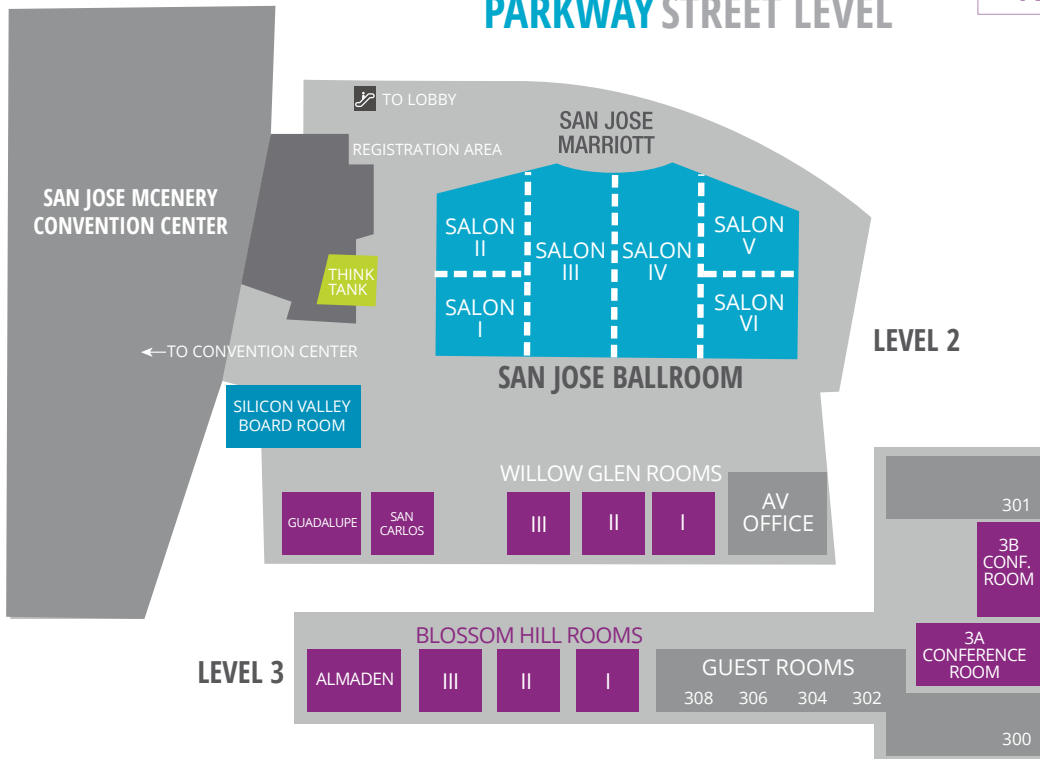 PARKWAY STREET LEVEL
TO LOBBY
REGISTRATION AREA
SAN JOSE
MARRIOTT
SAN JOSE MCENERY
CONVENTION CENTER
THINK
TANK
SALON
II
SALON
I
SALON
III
SALON
IV
SALON
V
SALON
VI
←TO CONVENTION CENTER
SAN JOSE BALLROOM
LEVEL 2
SILICON VALLEY
BOARD ROOM
WILLOW GLEN ROOMS
GUADALUPE
SAN
CARLOS
III
II
I
AV
OFFICE
301
3B
CONF.
ROOM
3A
CONFERENCE
ROOM
LEVEL 3
BLOSSOM HILL ROOMS
ALMADEN
III
II
I
GUEST ROOMS
308 306 304 302
300